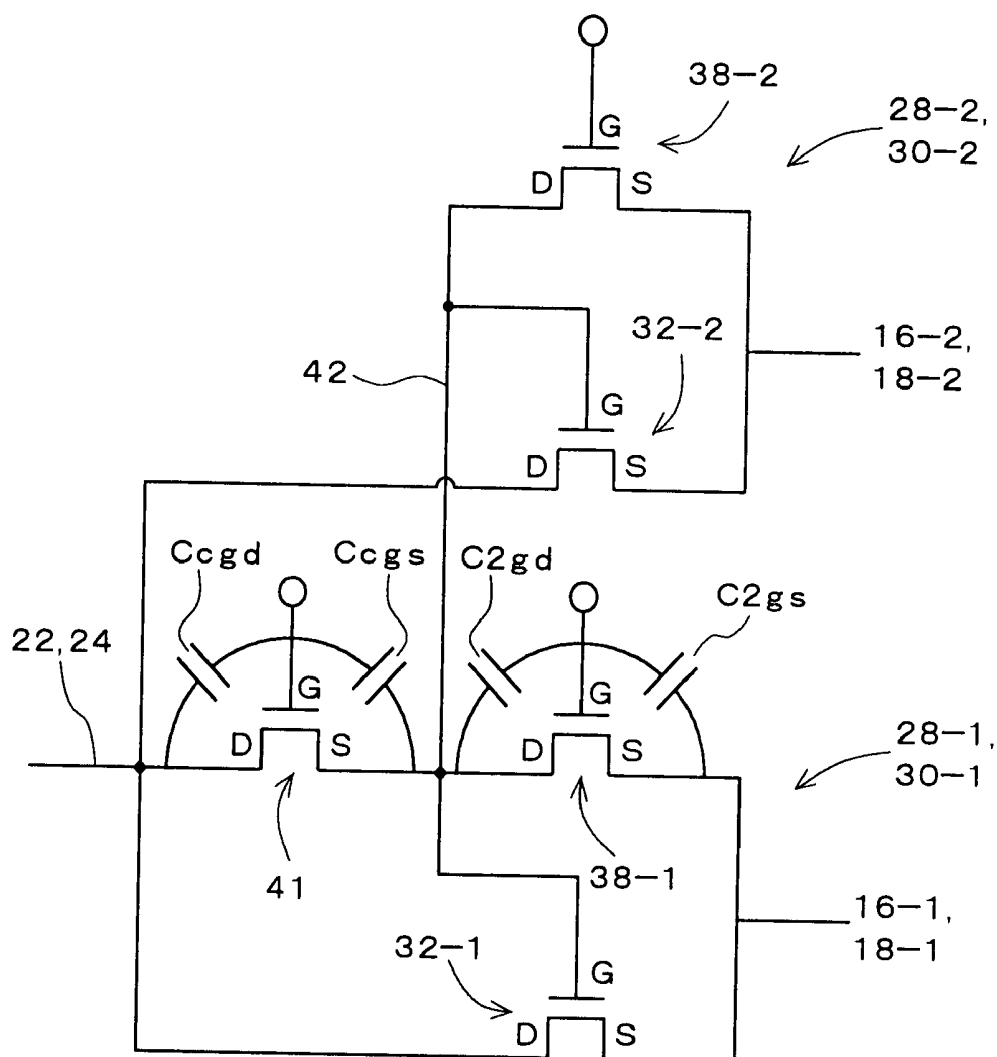 38-2
28-2,
30-2
G
D
S
32-2
16-2,
18-2
42
G
D
S
Ccgd
Ccgs
C2gd
C2gs
22,24
G
G
D
S
D
S
28-1,
30-1
41
38-1
16-1,
18-1
32-1
G
D
S